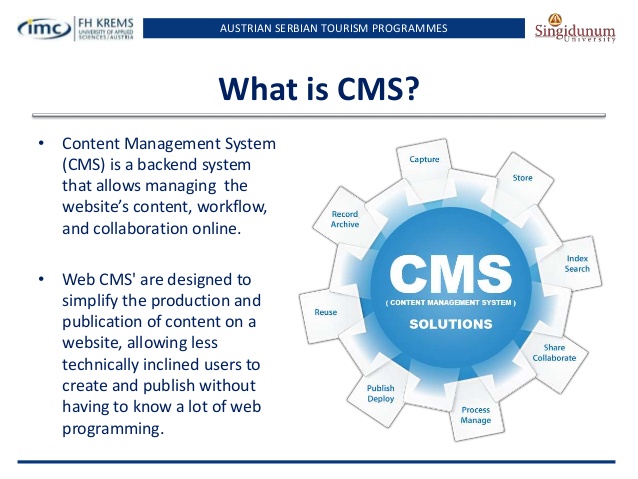 imc
FH KREMS
UNIVERSITY OF APPLIED
SCIENCES/AUSTRIA
AUSTRIAN SERBIAN TOURISM PROGRAMMES
Singidunum
University
What is CMS?
• Content Management System
(CMS) is a backend system
that allows managing the
website's content, workflow,
and collaboration online.
• Web CMS' are designed to
simplify the production and
publication of content on a
website, allowing less
technically inclined users to
create and publish without
having to know a lot of web
programming.
Capture
Store
Index
Search
Share
Collaborate
Process
Manage
Publish
Deploy
Reuse
Record
Archive
CMS
( CONTENT MANAGEMENT SYSTEM )
SOLUTIONS